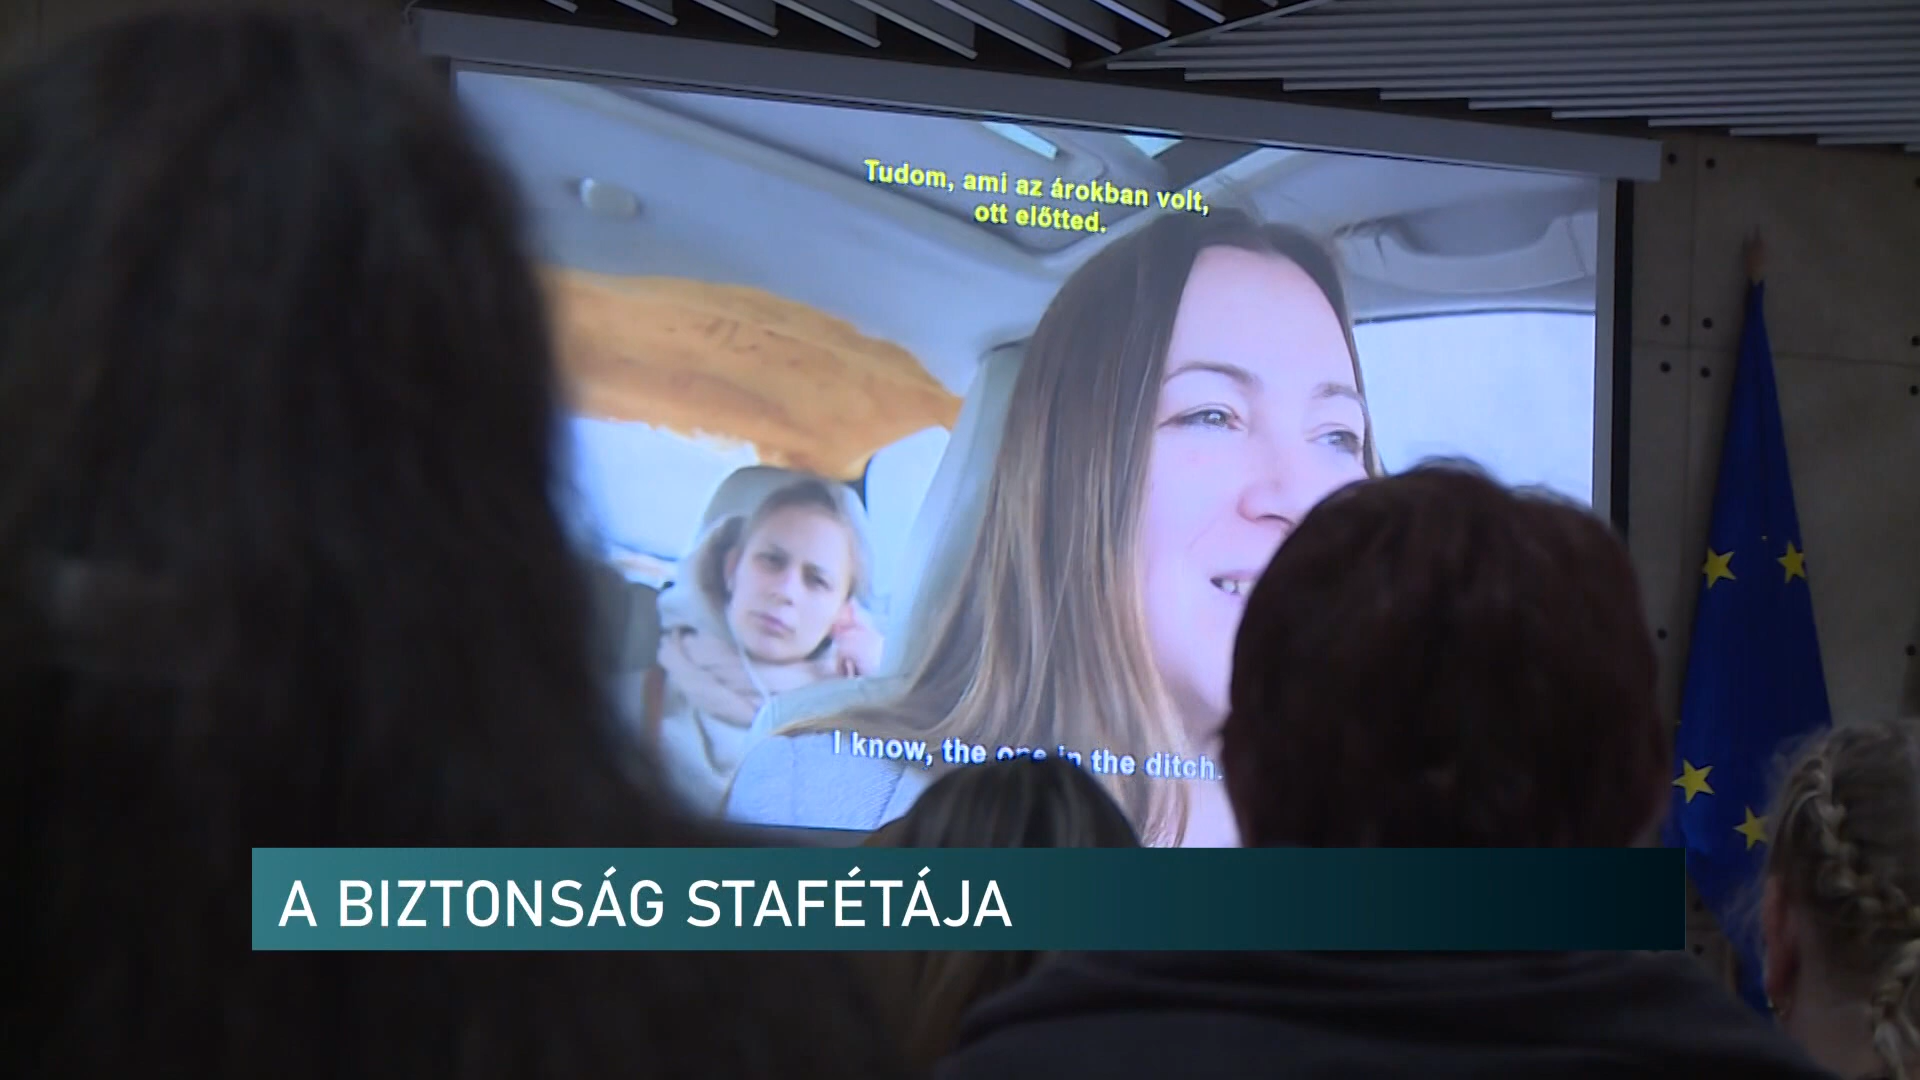 Tudom, ami az árokban volt,
ott előtted.
I know, the one in the ditch.
A BIZTONSÁG STAFÉTÁJA